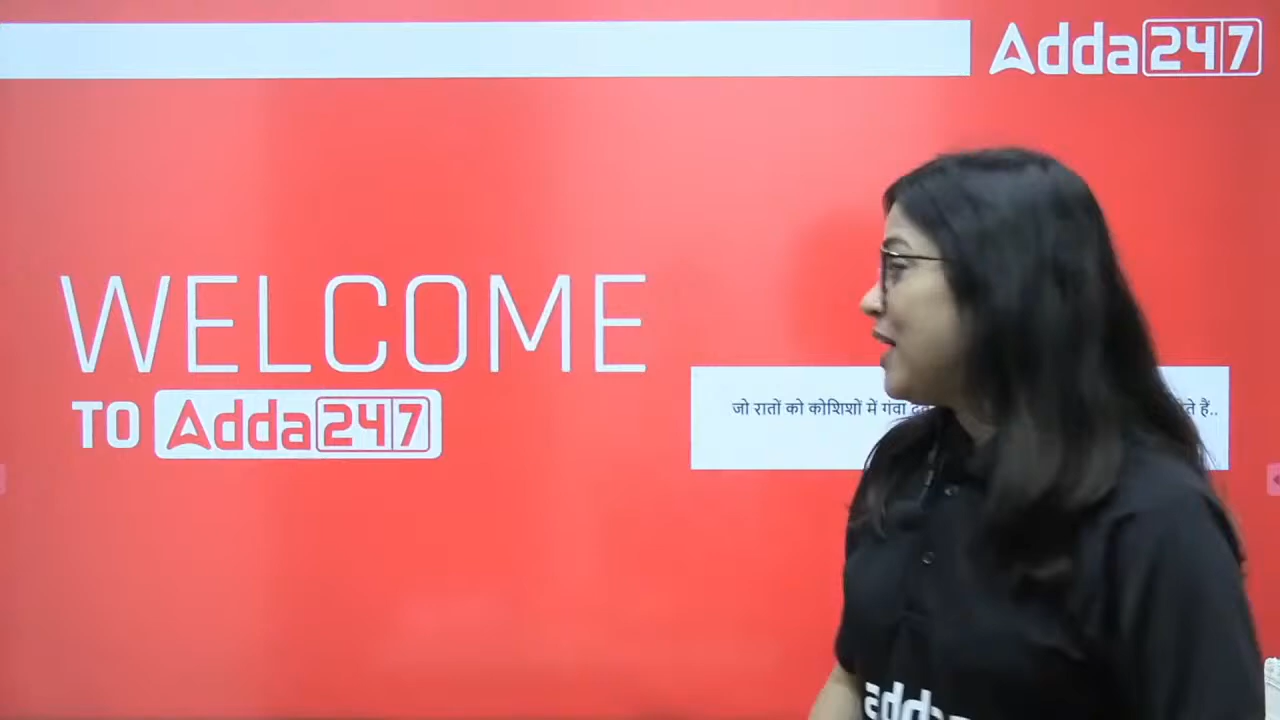 Adda247
WELCOME
TO Adda247
जो रातों को कोशिशों में गंवा हैं..
adda